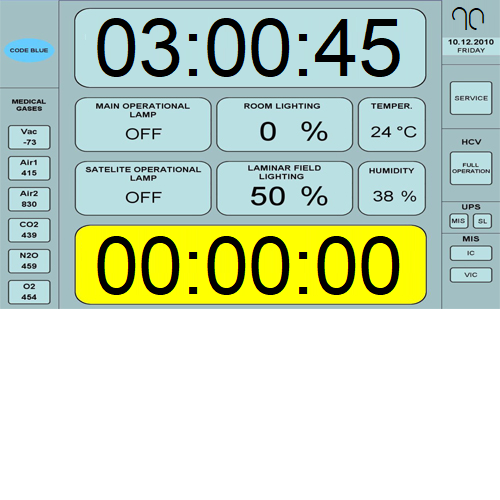 CODE BLUE
03:00:45
10.12.2010
FRIDAY
MEDICAL
GASES
Vac
-73
Air1
415
Air2
830
CO2
439
N2O
459
O2
454
MAIN OPERATIONAL
LAMP
OFF
ROOM LIGHTING
0 %
TEMPER.
24 °C
SATELITE OPERATIONAL
LAMP
OFF
LAMINAR FIELD
LIGHTING
50 %
HUMIDITY
38 %
00:00:00
SERVICE
HCV
FULL
OPERATION
UPS
MIS SL
MIS
IC
VIC